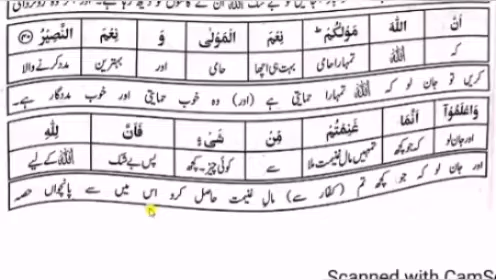 اَنَّ اللّٰهَ مَوْلٰىكُمْ ؕ نِعْمَ الْمَوْلٰى وَ نِعْمَ النَّصِيْرُ ﴿۴۰﴾
کہ اللہ تمہارا حامی بہت ہی اچھا حامی اور بہترین مدد کرنے والا
کریں تو جان لو کہ اللہ تمہارا حمایتی ہے (اور) وہ خوب حمایتی اور خوب مددگار ہے۔
وَاعْلَمُوْۤا اَنَّمَا غَنِمْتُمْ مِّنْ شَیْءٍ فَاَنَّ لِلّٰهِ
اور جان لو کہ جو کچھ تمہیں مال غنیمت ملا سے کوئی چیز۔ کچھ پس بے شک اللہ کے لیے
اور جان لو کہ جو کچھ تم (کفار سے) مال غنیمت حاصل کرو اس میں سے پانچواں حصہ
Scanned with CamS